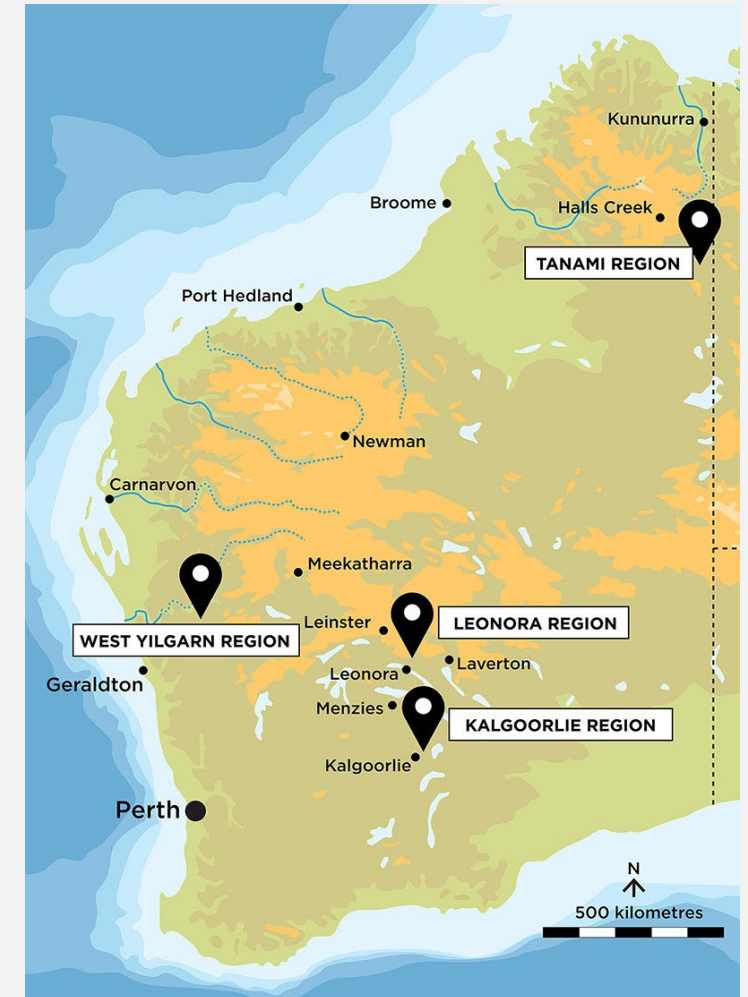 Kununurra
Broome
Halls Creek
TANAMI REGION
Port Hedland
Newman
Carnarvon
Meekatharra
Leinster
LEONORA REGION
WEST YILGARN REGION
Laverton
Leonora
Geraldton
Menzies
KALGOORLIE REGION
Kalgoorlie
Perth
N
500 kilometres